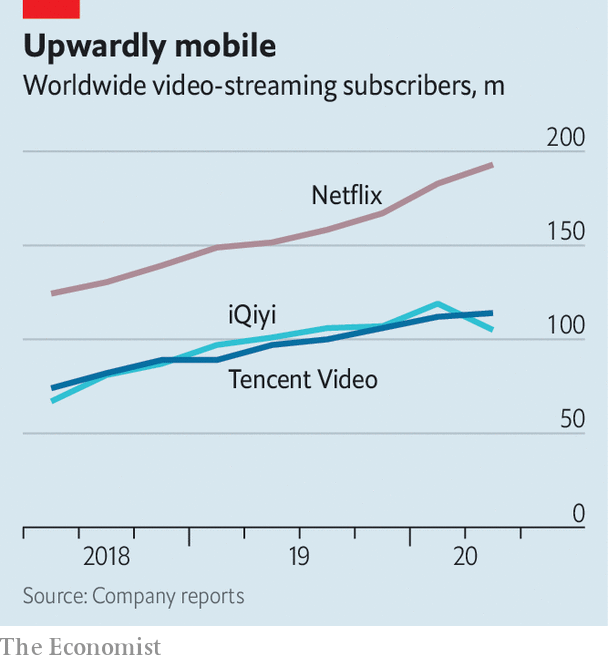 Upwardly mobile
Worldwide video-streaming subscribers, m
200
Netflix
150
iQiyi
100
Tencent Video
50
0
2018
19
20
Source: Company reports
The Economist